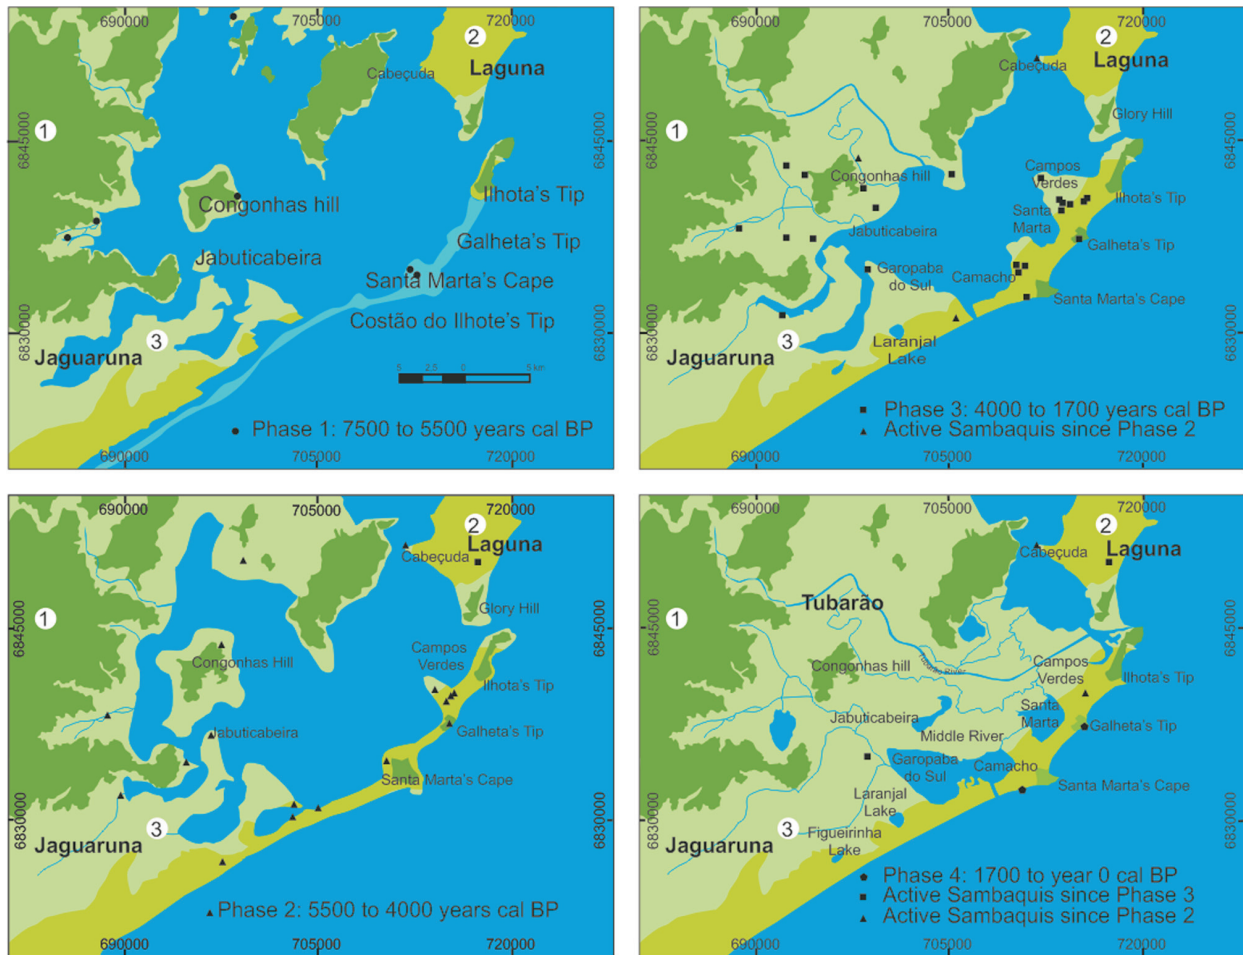 690000 705000 720000
2
Laguna
Cabeçuda
1
6845000 6845000
Congonhas hill
Ilhota's Tip
Galheta's Tip
Jabuticabeira
Santa Marta's Cape
Costão do Ilhote's Tip
3
Jaguaruna
6830000 6830000
5 2,5 0 5 km
Phase 1: 7500 to 5500 years cal BP
690000 705000 720000
690000 705000 720000
2
Laguna
Cabeçuda
Glory Hill
1
6845000 6845000
Congonhas hill
Campos
Verdes
Ilhota's Tip
Santa
Marta
Jabuticabeira
Galheta's Tip
Garopaba
do Sul
Camacho
Santa Marta's Cape
3
Jaguaruna
Laranjal
Lake
6830000 6830000
Phase 3: 4000 to 1700 years cal BP
Active Sambaquis since Phase 2
690000 705000 720000
690000 705000 720000
2
Laguna
Cabeçuda
Glory Hill
1
6845000 6845000
Congonhas Hill
Campos
Verdes
Ilhota's Tip
Jabuticabeira
Galheta's Tip
Santa Marta's Cape
3
Jaguaruna
6830000 6830000
Phase 2: 5500 to 4000 years cal BP
690000 705000 720000
690000 705000 720000
2
Laguna
Cabeçuda
Tubarão
1
6845000 6845000
Congonhas hill
Tubarão River
Campos
Verdes
Ilhota's Tip
Santa
Marta
Jabuticabeira
Galheta's Tip
Middle River
Garopaba
do Sul
Camacho
Santa Marta's Cape
Laranjal
Lake
3
Jaguaruna
Figueirinha
Lake
6830000 6830000
Phase 4: 1700 to year 0 cal BP
Active Sambaquis since Phase 3
Active Sambaquis since Phase 2
690000 705000 720000